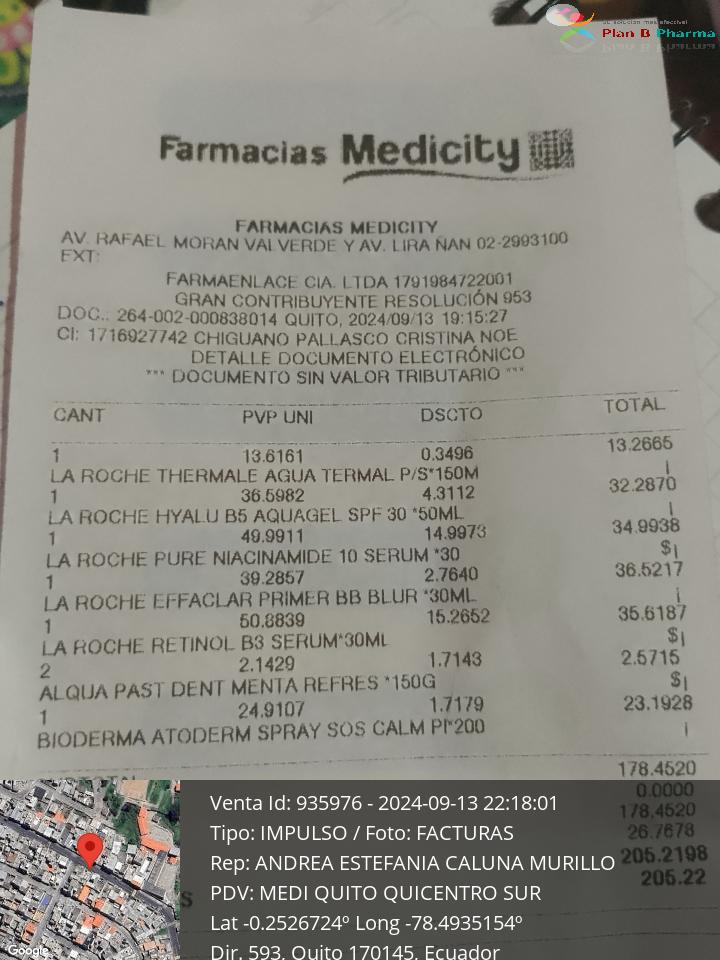 Plan B Pharma
Farmacias Medicity
FARMACIAS MEDICITY
AV. RAFAEL MORAN VALVERDE Y AV. LIRA ÑAN 02-2993100
EXT:
FARMAENLACE CIA. LTDA 1791984722001
GRAN CONTRIBUYENTE RESOLUCIÓN 953
DOC.: 264-002-000838014 QUITO, 2024/09/13 19:15:27
CI: 1716927742 CHIGUANO PALLASCO CRISTINA NOE
DETALLE DOCUMENTO ELECTRÓNICO
*** DOCUMENTO SIN VALOR TRIBUTARIO ***
CANT PVP UNI DSCTO TOTAL
1 13.6161 0.3496 13.2665
LA ROCHE THERMALE AGUA TERMAL P/S*150M i
1 36.5982 4.3112 32.2870
LA ROCHE HYALU B5 AQUAGEL SPF 30 *50ML i
1 49.9911 14.9973 34.9938
LA ROCHE PURE NIACINAMIDE 10 SERUM *30 $i
1 39.2857 2.7640 36.5217
LA ROCHE EFFACLAR PRIMER BB BLUR *30ML i
1 50.8839 15.2652 35.6187
LA ROCHE RETINOL B3 SERUM*30ML $i
2 2.1429 1.7143 2.5715
ALQUA PAST DENT MENTA REFRES *150G $i
1 24.9107 1.7179 23.1928
BIODERMA ATODERM SPRAY SOS CALM PI*200 i
178.4520
0.0000
178.4520
26.7678
205.2198
205.22
Venta Id: 935976 - 2024-09-13 22:18:01
Tipo: IMPULSO / Foto: FACTURAS
Rep: ANDREA ESTEFANIA CALUNA MURILLO
PDV: MEDI QUITO QUICENTRO SUR
Lat -0.2526724º Long -78.4935154º
Dir. 593, Quito 170145, Ecuador
Google